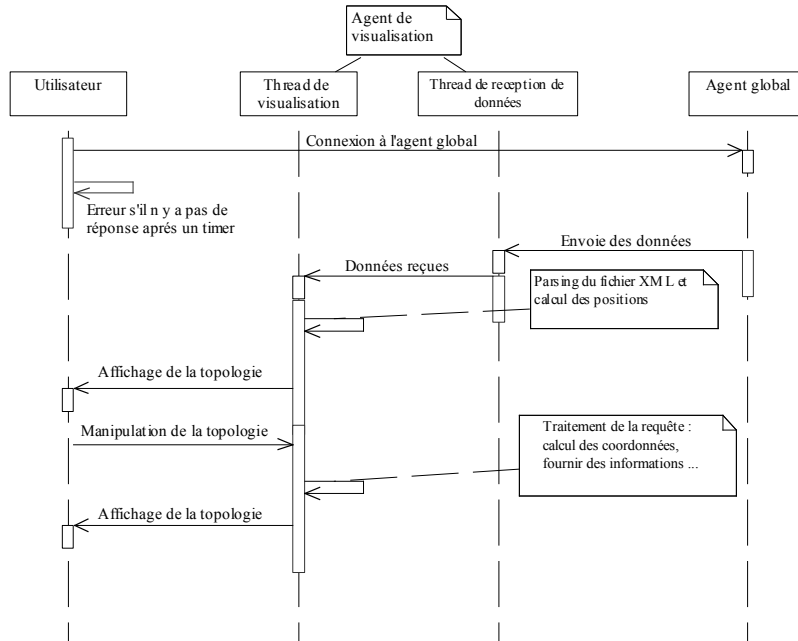 Agent de
visualisation
Utilisateur
Thread de
visualisation
Thread de reception de
données
Agent global
Connexion à l'agent global
Erreur s'il n y a pas de
réponse aprés un timer
Envoie des données
Données reçues
Parsing du fichier XML et
calcul des positions
Affichage de la topologie
Manipulation de la topologie
Traitement de la requête :
calcul des coordonnées,
fournir des informations ...
Affichage de la topologie